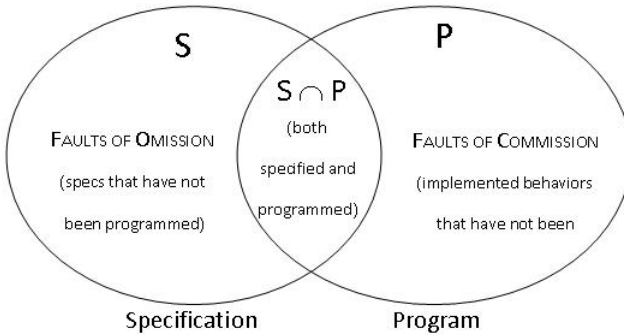 S
P
S ∩ P
FAULTS OF OMISSION
(specs that have not
been programmed)
(both
specified and
programmed)
FAULTS OF COMMISSION
(implemented behaviors
that have not been
Specification
Program